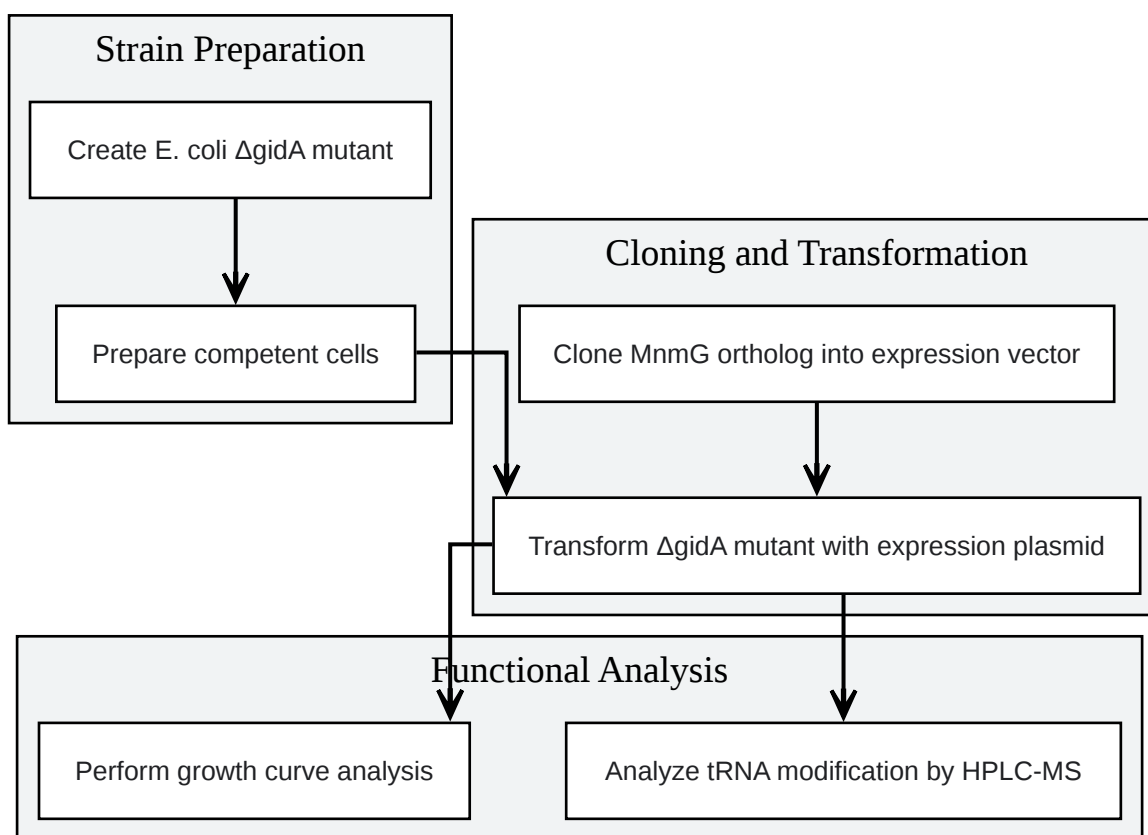 Strain Preparation
Create E. coli ΔgidA mutant
Prepare competent cells
Cloning and Transformation
Clone MnmG ortholog into expression vector
Transform ΔgidA mutant with expression plasmid
Functional Analysis
Perform growth curve analysis
Analyze tRNA modification by HPLC-MS